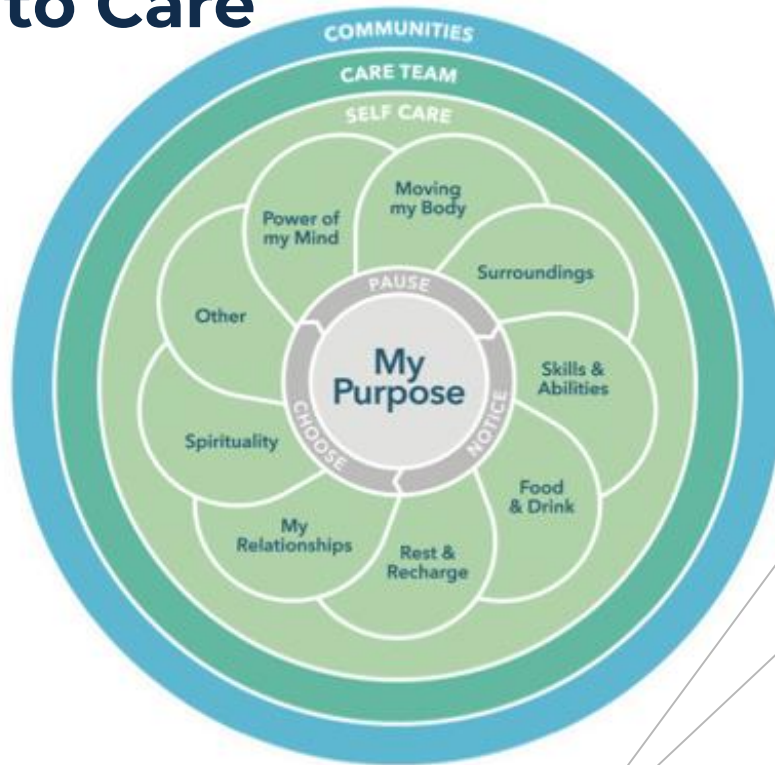 to Care
COMMUNITIES
CARE TEAM
SELF CARE
Moving
my Body
Surroundings
Skills &
Abilities
Food
& Drink
Rest &
Recharge
My
Relationships
Spirituality
Other
Power of
my Mind
PAUSE
NOTICE
CHOOSE
My
Purpose